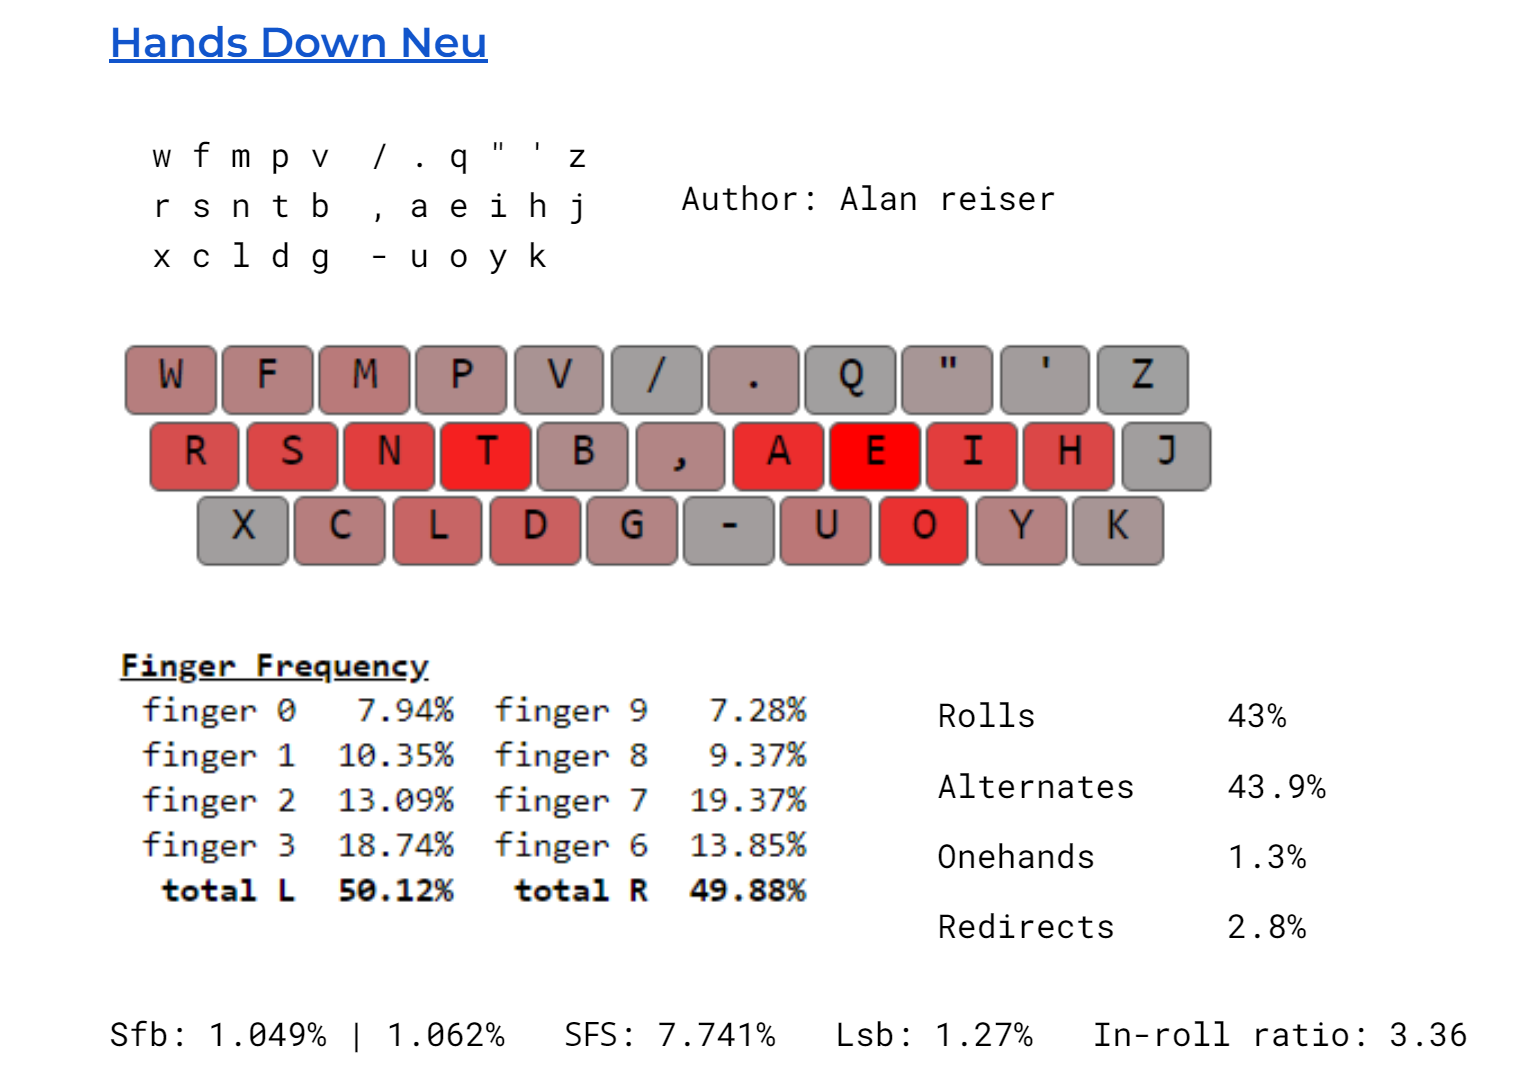 Hands Down Neu
w f m p v / . q " ' z
r s n t b , a e i h j
x c l d g - u o y k
Author: Alan reiser
W F M P V / . Q " ' Z
R S N T B , A E I H J
X C L D G - U O Y K
Finger Frequency
finger 0 7.94% finger 9 7.28%
finger 1 10.35% finger 8 9.37%
finger 2 13.09% finger 7 19.37%
finger 3 18.74% finger 6 13.85%
total L 50.12% total R 49.88%
Rolls 43%
Alternates 43.9%
Onehands 1.3%
Redirects 2.8%
Sfb: 1.049% | 1.062% SFS: 7.741% Lsb: 1.27% In-roll ratio: 3.36